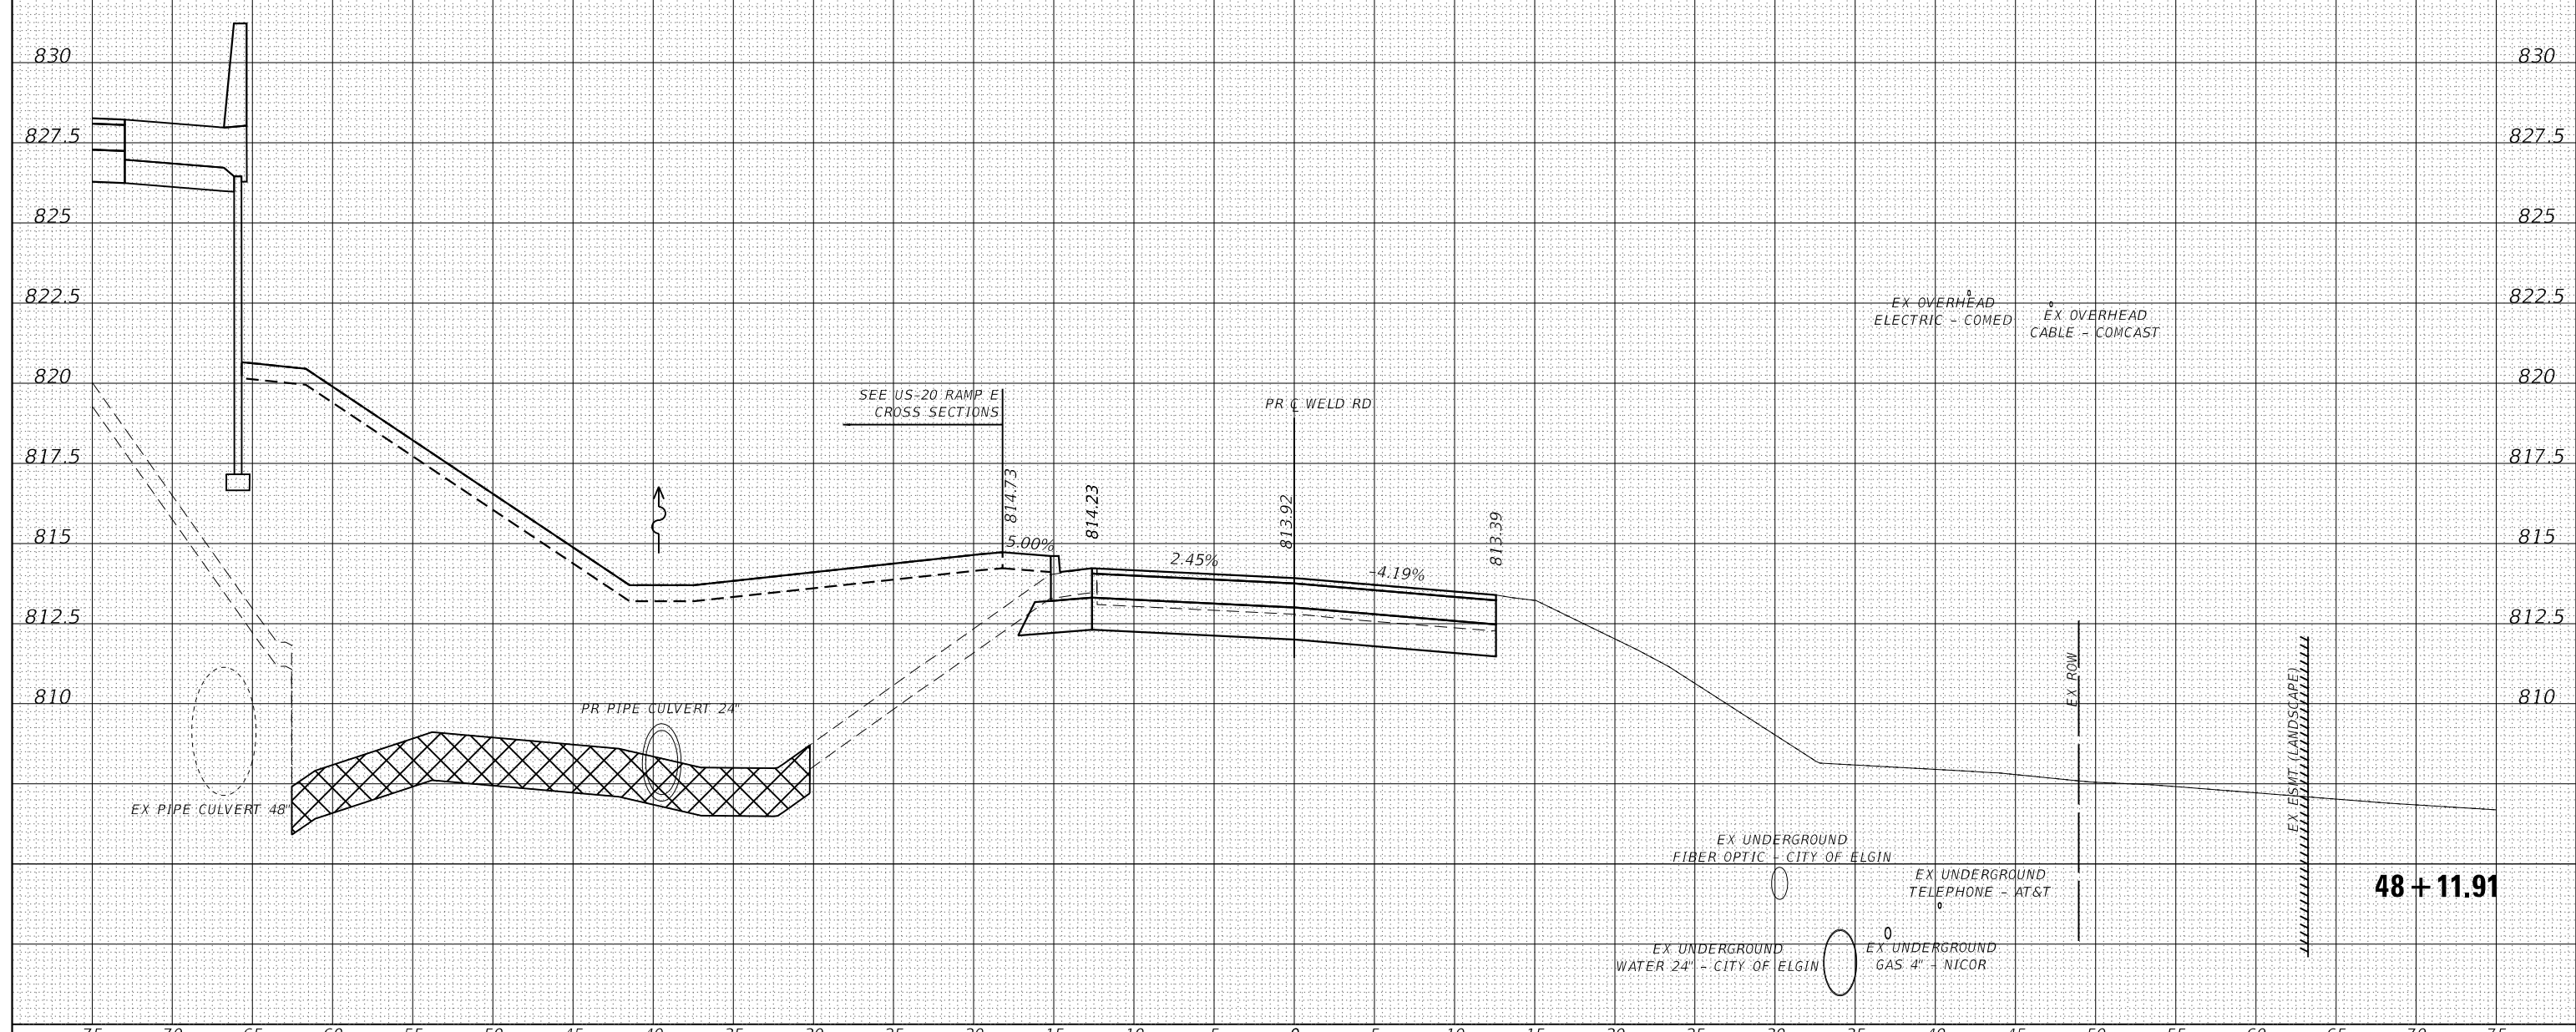 830
830
827.5
827.5
825
825
822.5
822.5
EX OVERHEAD
ELECTRIC – COMED
EX OVERHEAD
CABLE – COMCAST
820
820
SEE US-20 RAMP E
CROSS SECTIONS
PR ℄ WELD RD
817.5
817.5
814.73
814.23
813.92
813.39
815
815
5.00%
2.45%
-4.19%
812.5
812.5
810
810
EX ROW
EX ESMT (LANDSCAPE)
PR PIPE CULVERT 24"
EX PIPE CULVERT 48"
EX UNDERGROUND
FIBER OPTIC – CITY OF ELGIN
EX UNDERGROUND
TELEPHONE – AT&T
48+11.91
EX UNDERGROUND
WATER 24" – CITY OF ELGIN
EX UNDERGROUND
GAS 4" – NICOR